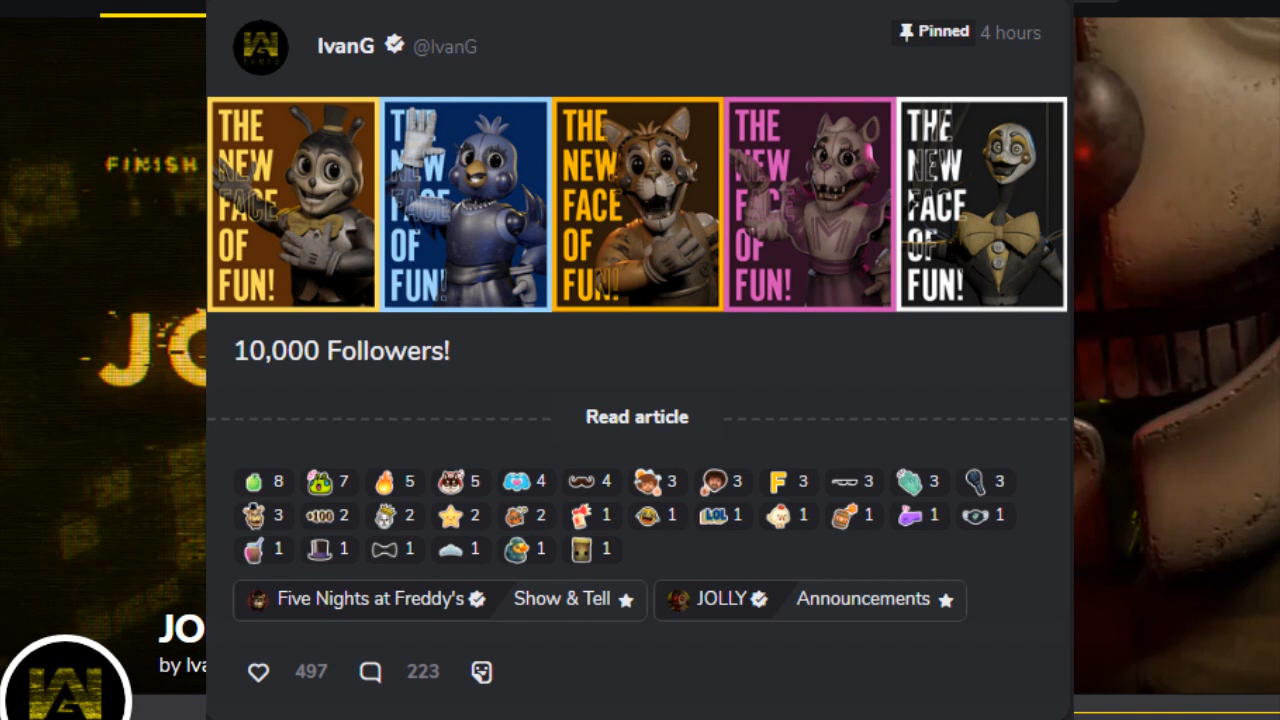 IvanG @IvanG
Pinned 4 hours
THE NEW FACE OF FUN!
THE NEW FACE OF FUN!
THE NEW FACE OF FUN!
THE NEW FACE OF FUN!
THE NEW FACE OF FUN!
FINISH
JO
10,000 Followers!
Read article
8 7 5 5 4 4 3 3 F 3 3 3 3
3 +100 2 2 2 2 1 1 LOL 1 1 1 1 1
1 1 1 1 1 1
Five Nights at Freddy's Show & Tell JOLLY Announcements
JO
by Iva
497 223